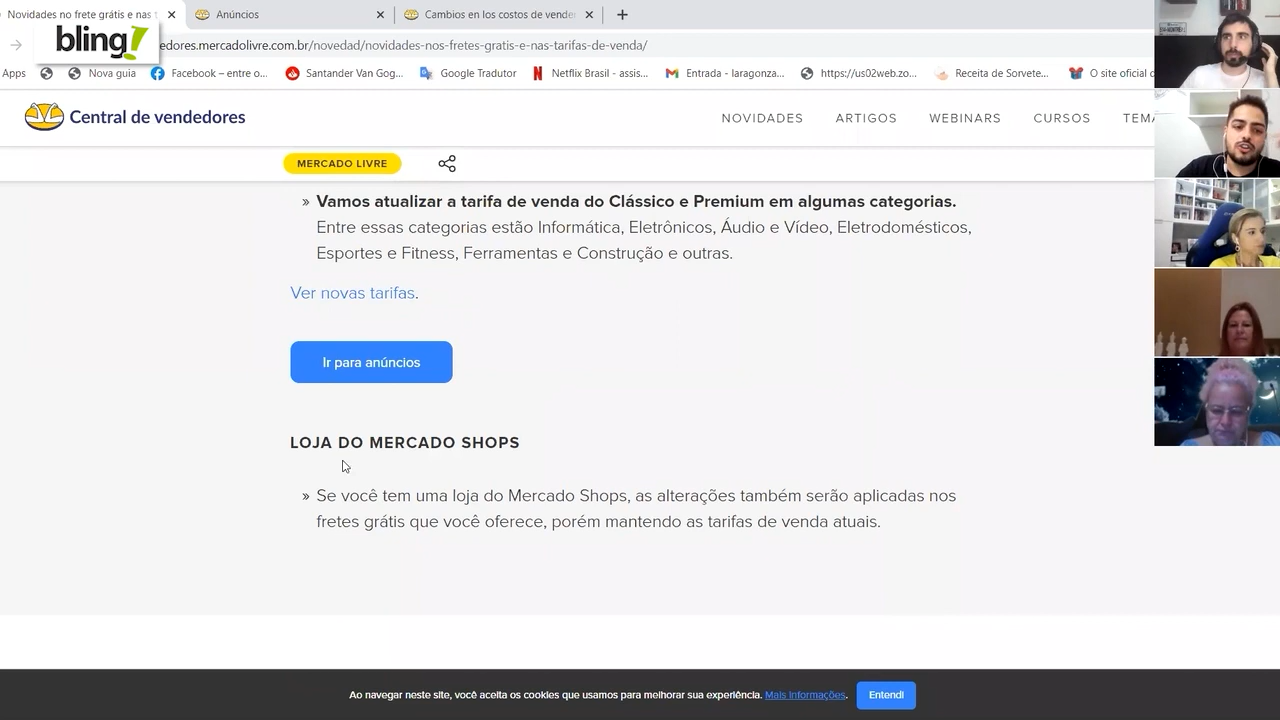 Novidades no frete grátis e nas t
Anúncios
Cambios en los costos de vende
bling!
edores.mercadolivre.com.br/novedad/novidades-nos-fretes-gratis-e-nas-tarifas-de-venda/
Apps
Nova guia
Facebook – entre o...
Santander Van Gog...
Google Tradutor
Netflix Brasil - assis...
Entrada - laragonza...
https://us02web.zo...
Receita de Sorvete...
O site oficial d
Central de vendedores
NOVIDADES
ARTIGOS
WEBINARS
CURSOS
TEMA
MERCADO LIVRE
» Vamos atualizar a tarifa de venda do Clássico e Premium em algumas categorias.
Entre essas categorias estão Informática, Eletrônicos, Áudio e Vídeo, Eletrodomésticos,
Esportes e Fitness, Ferramentas e Construção e outras.
Ver novas tarifas.
Ir para anúncios
LOJA DO MERCADO SHOPS
» Se você tem uma loja do Mercado Shops, as alterações também serão aplicadas nos
fretes grátis que você oferece, porém mantendo as tarifas de venda atuais.
Ao navegar neste site, você aceita os cookies que usamos para melhorar sua experiência. Mais informações.
Entendi